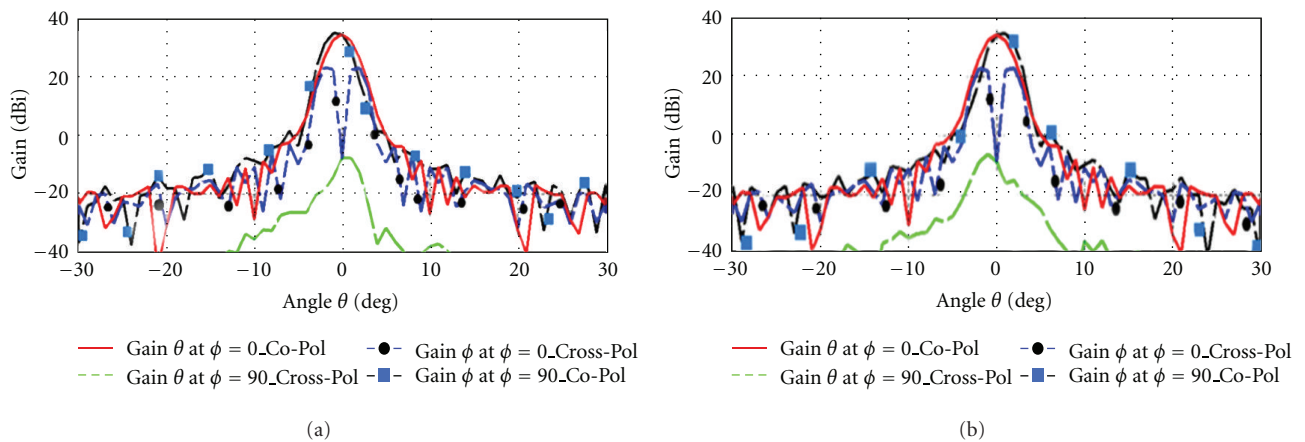 40
20
0
−20
−40
Gain (dBi)
−30 −20 −10 0 10 20 30
Angle θ (deg)
Gain θ at ϕ = 0_Co-Pol
Gain θ at ϕ = 90_Cross-Pol
Gain ϕ at ϕ = 0_Cross-Pol
Gain ϕ at ϕ = 90_Co-Pol
(a)
40
20
0
−20
−40
Gain (dBi)
−30 −20 −10 0 10 20 30
Angle θ (deg)
Gain θ at ϕ = 0_Co-Pol
Gain θ at ϕ = 90_Cross-Pol
Gain ϕ at ϕ = 0_Cross-Pol
Gain ϕ at ϕ = 90_Co-Pol
(b)